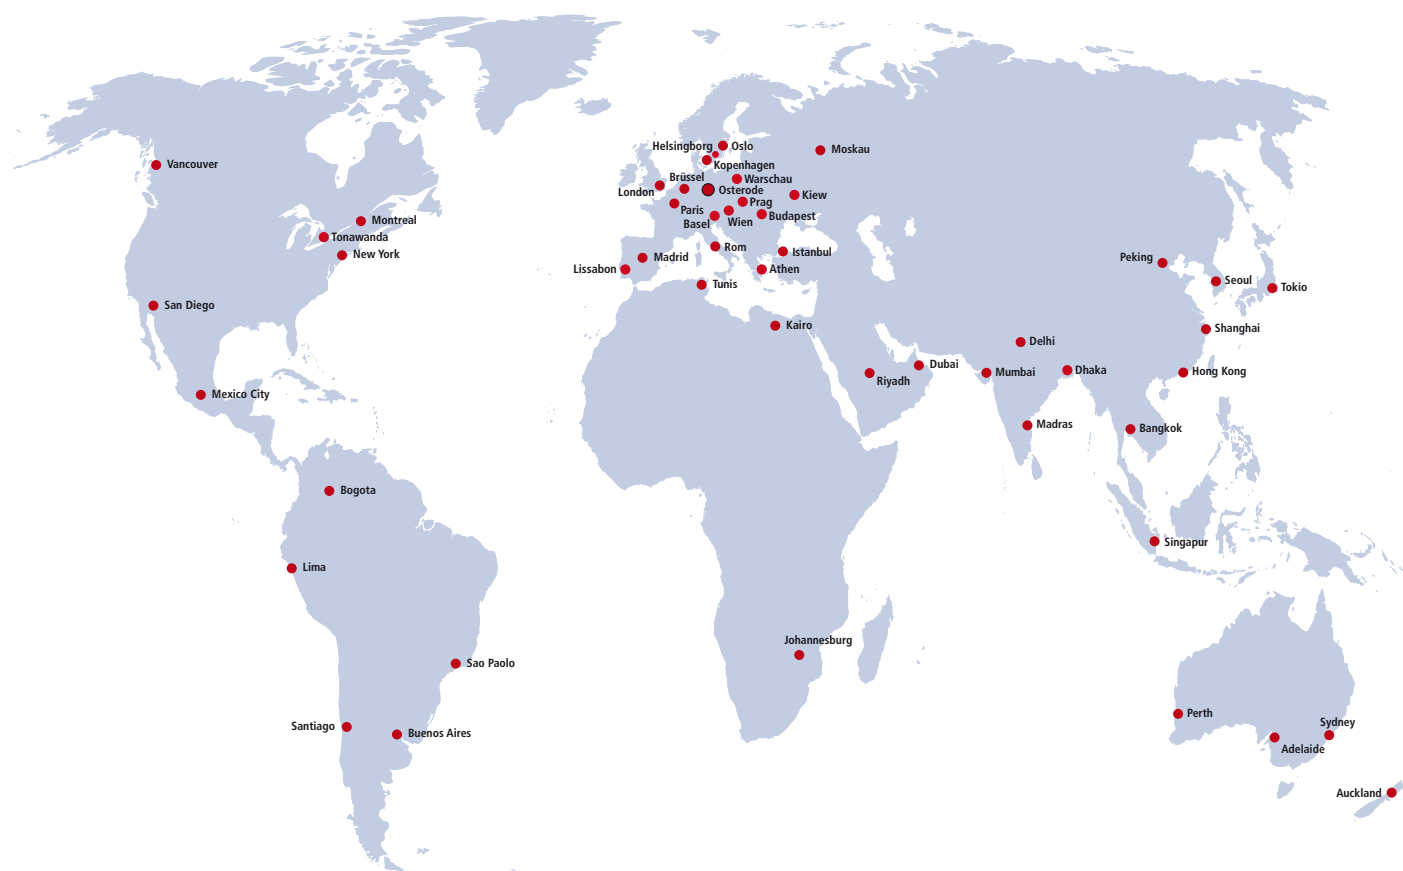 Helsingborg
Oslo
Moskau
Vancouver
Kopenhagen
Brüssel
Warschau
London
Osterode
Kiew
Prag
Paris
Budapest
Montreal
Basel
Wien
Tonawanda
New York
Rom
Istanbul
Madrid
Peking
Lissabon
Athen
Tunis
Seoul
Tokio
San Diego
Kairo
Shanghai
Delhi
Dubai
Mumbai
Dhaka
Hong Kong
Riyadh
Mexico City
Madras
Bangkok
Bogota
Singapur
Lima
Johannesburg
Sao Paolo
Perth
Sydney
Santiago
Buenos Aires
Adelaide
Auckland